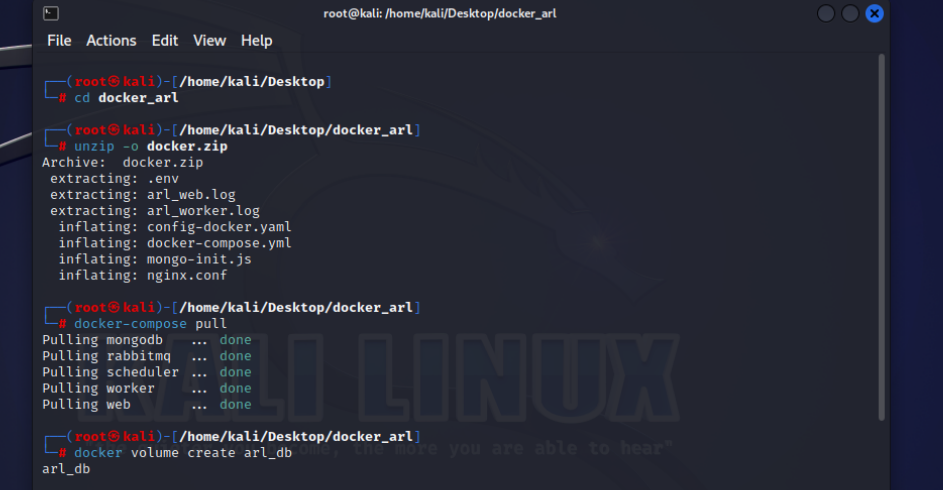 root@kali: /home/kali/Desktop/docker_arl
File Actions Edit View Help
┌──(root㉿kali)-[/home/kali/Desktop]
└─# cd docker_arl
┌──(root㉿kali)-[/home/kali/Desktop/docker_arl]
└─# unzip -o docker.zip
Archive:  docker.zip
 extracting: .env
 extracting: arl_web.log
 extracting: arl_worker.log
  inflating: config-docker.yaml
  inflating: docker-compose.yml
  inflating: mongo-init.js
  inflating: nginx.conf
┌──(root㉿kali)-[/home/kali/Desktop/docker_arl]
└─# docker-compose pull
Pulling mongodb   ... done
Pulling rabbitmq  ... done
Pulling scheduler ... done
Pulling worker    ... done
Pulling web       ... done
KALI LINUX
┌──(root㉿kali)-[/home/kali/Desktop/docker_arl]
└─# docker volume create arl_db
the more you are able to hear"
arl_db